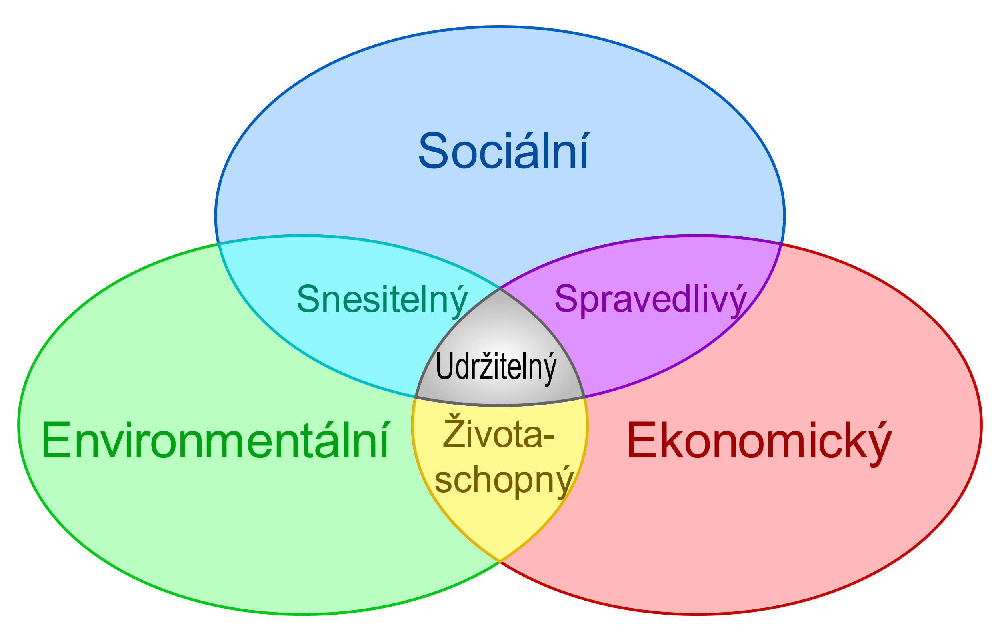 Sociální
Snesitelný
Spravedlivý
Udržitelný
Environmentální
Života-
schopný
Ekonomický